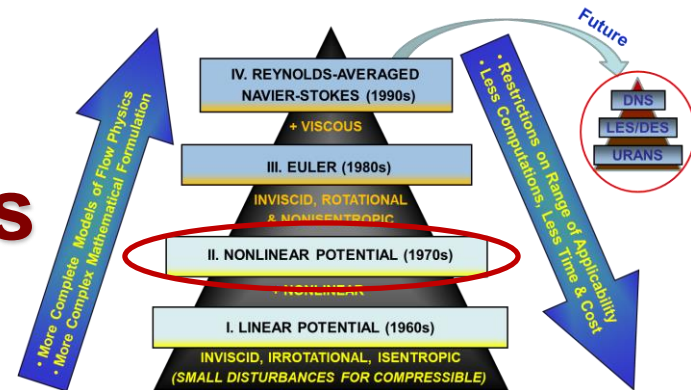 Future
IV. REYNOLDS-AVERAGED
NAVIER-STOKES (1990s)
+ VISCOUS
III. EULER (1980s)
INVISCID, ROTATIONAL
& NONISENTROPIC
II. NONLINEAR POTENTIAL (1970s)
+ NONLINEAR
I. LINEAR POTENTIAL (1960s)
INVISCID, IRROTATIONAL, ISENTROPIC
(SMALL DISTURBANCES FOR COMPRESSIBLE)
• More Complete Models of Flow Physics
• More Complex Mathematical Formulation
• Restrictions on Range of Applicability
• Less Computations, Less Time & Cost
DNS
LES/DES
URANS
s